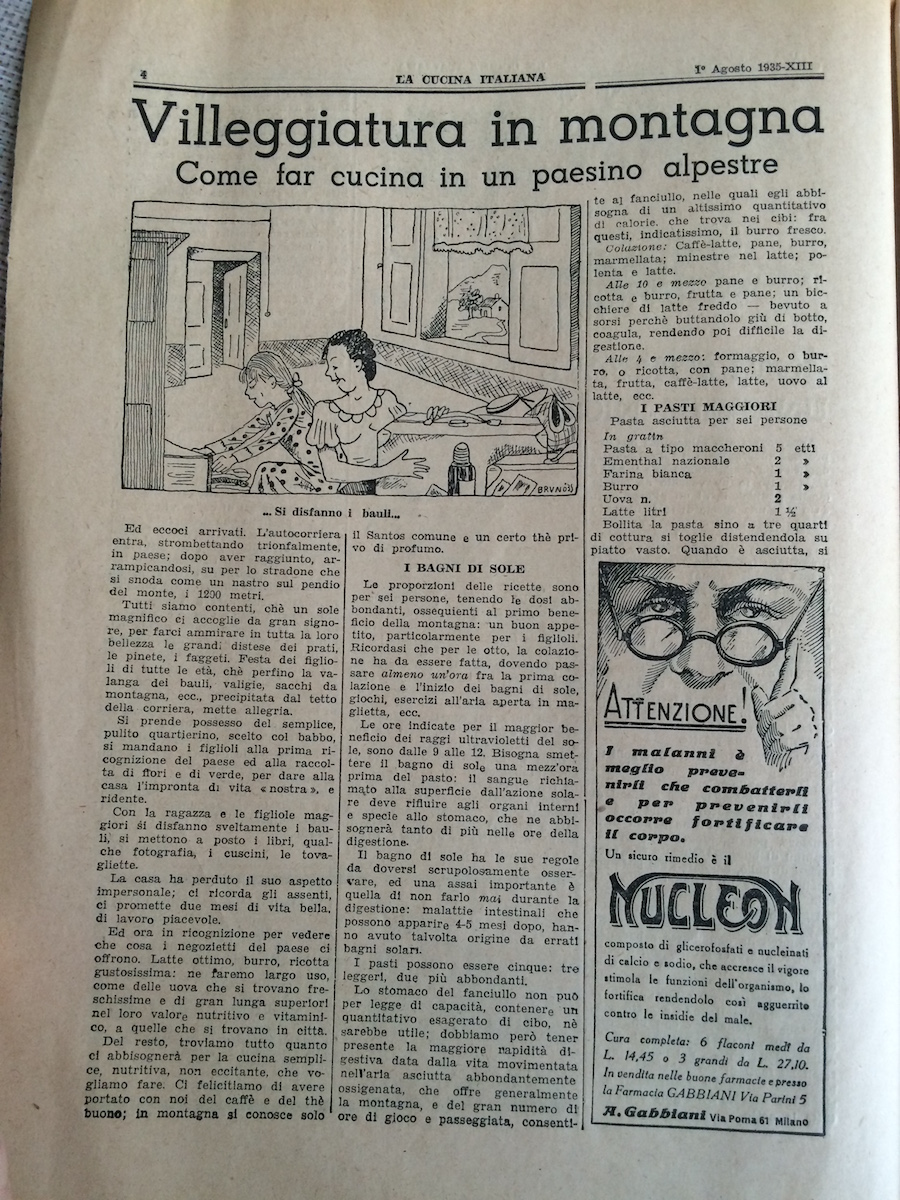 4
LA CUCINA ITALIANA
1º Agosto 1935-XIII
Villeggiatura in montagna
Come far cucina in un paesino alpestre
BRUNO
... Si disfanno i bauli...
Ed eccoci arrivati. L'autocorriera
entra, strombettando trionfalmente,
in paese; dopo aver raggiunto, ar-
rampicandosi, su per lo stradone che
si snoda come un nastro sul pendio
del monte, i 1200 metri.
Tutti siamo contenti, chè un sole
magnifico ci accoglie da gran signo-
re, per farci ammirare in tutta la loro
bellezza le grandi distese dei prati,
le pinete, i faggeti. Festa dei figlio-
li di tutte le età, chè perfino la va-
langa dei bauli, valigie, sacchi da
montagna, ecc., precipitata dal tetto
della corriera, mette allegria.
Si prende possesso del semplice,
pulito quartierino, scelto col babbo,
si mandano i figlioli alla prima ri-
cognizione del paese ed alla raccol-
ta di fiori e di verde, per dare alla
casa l'impronta di vita « nostra », e
ridente.
Con la ragazza e le figliole mag-
giori si disfanno sveltamente i bau-
li, si mettono a posto i libri, qual-
che fotografia, i cuscini, le tova-
gliette.
La casa ha perduto il suo aspetto
impersonale; ci ricorda gli assenti,
ci promette due mesi di vita bella,
di lavoro piacevole.
Ed ora in ricognizione per vedere
che cosa i negozietti del paese ci
offrono. Latte ottimo, burro, ricotta
gustosissima: ne faremo largo uso,
come delle uova che si trovano fre-
schissime e di gran lunga superiori
nel loro valore nutritivo e vitamini-
co, a quelle che si trovano in città.
Del resto, troviamo tutto quanto
ci abbisognerà per la cucina sempli-
ce, nutritiva, non eccitante, che vo-
gliamo fare. Ci felicitiamo di avere
portato con noi del caffè e del thè
buono; in montagna si conosce solo
il Santos comune e un certo thè pri-
vo di profumo.
I BAGNI DI SOLE
Le proporzioni delle ricette sono
per sei persone, tenendo le dosi ab-
bondanti, ossequienti al primo bene-
ficio della montagna: un buon appe-
tito, particolarmente per i figlioli.
Ricordasi che per le otto, la colazio-
ne ha da essere fatta, dovendo pas-
sare almeno un'ora fra la prima co-
lazione e l'inizio dei bagni di sole,
giochi, esercizi all'aria aperta in ma-
glietta, ecc.
Le ore indicate per il maggior be-
neficio dei raggi ultravioletti del so-
le, sono dalle 9 alle 12. Bisogna smet-
tere il bagno di sole una mezz'ora
prima del pasto: il sangue richia-
mato alla superficie dall'azione sola-
re deve rifluire agli organi interni
e specie allo stomaco, che ne abbi-
sognerà tanto di più nelle ore della
digestione.
Il bagno di sole ha le sue regole
da doversi scrupolosamente osser-
vare, ed una assai importante è
quella di non farlo mai durante la
digestione: malattie intestinali che
possono apparire 4-5 mesi dopo, han-
no avuto talvolta origine da errati
bagni solari.
I pasti possono essere cinque: tre
leggeri, due più abbondanti.
Lo stomaco del fanciullo non può
per legge di capacità, contenere un
quantitativo esagerato di cibo, nè
sarebbe utile; dobbiamo però tener
presente la maggiore rapidità di-
gestiva data dalla vita movimentata
nell'aria asciutta abbondantemente
ossigenata, che offre generalmente
la montagna, e del gran numero di
ore di gioco e passeggiata, consenti-
te al fanciullo, nelle quali egli abbi-
sogna di un altissimo quantitativo
di calorie, che trova nei cibi: fra
questi, indicatissimo, il burro fresco.
Colazione: Caffè-latte, pane, burro,
marmellata; minestre nel latte; po-
lenta e latte.
Alle 10 e mezzo pane e burro; ri-
cotta e burro, frutta e pane; un bic-
chiere di latte freddo — bevuto a
sorsi perchè buttandolo giù di botto,
coagula, rendendo poi difficile la di-
gestione.
Alle 4 e mezzo: formaggio, o bur-
ro, o ricotta, con pane; marmella-
ta, frutta, caffè-latte, latte, uovo al
latte, ecc.
I PASTI MAGGIORI
Pasta asciutta per sei persone
In gratin
Pasta a tipo maccheroni 5 etti
Ementhal nazionale 2 »
Farina bianca 1 »
Burro 1 »
Uova n. 2
Latte litri 1 ½
Bollita la pasta sino a tre quarti
di cottura si toglie distendendola su
piatto vasto. Quando è asciutta, si
ATTENZIONE!
I malanni è
meglio preve-
nirli che combatterli
e per prevenirli
occorre fortificare
il corpo.
Un sicuro rimedio è il
NUCLEON
composto di glicerofosfati e nucleinati
di calcio e sodio, che accresce il vigore
stimola le funzioni dell'organismo, lo
fortifica rendendolo così agguerrito
contro le insidie del male.
Cura completa: 6 flaconi medi da
L. 14,45 o 3 grandi da L. 27,10.
In vendita nelle buone farmacie e presso
la Farmacia GABBIANI Via Parini 5
A. Gabbiani Via Poma 61 Milano